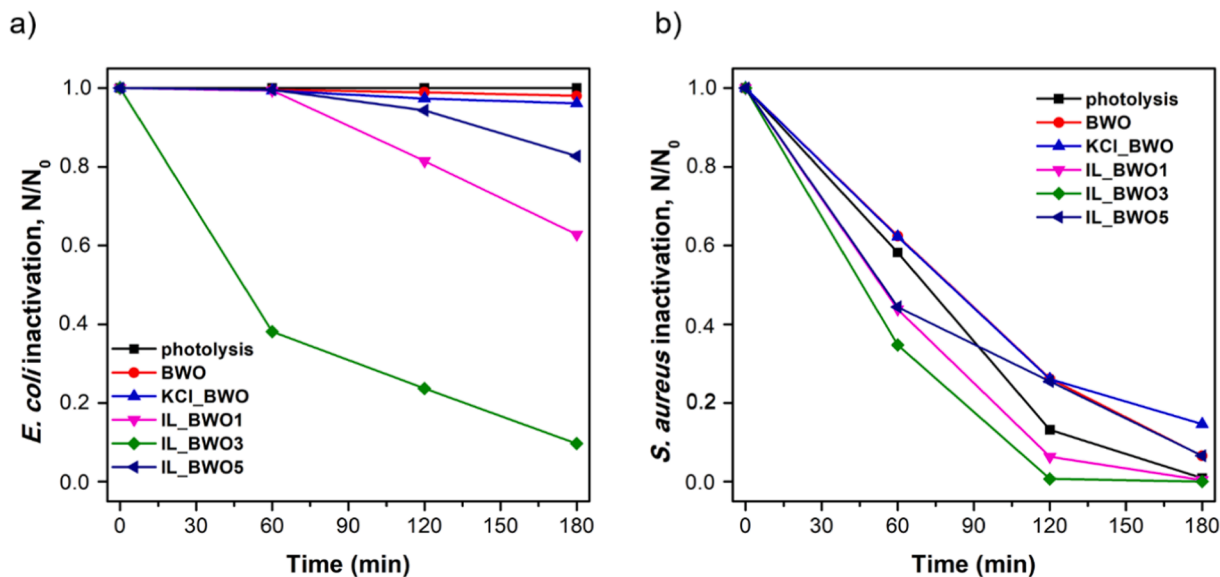 a)
E. coli inactivation, N/N₀
1.0
0.8
0.6
0.4
0.2
0.0
photolysis
BWO
KCl_BWO
IL_BWO1
IL_BWO3
IL_BWO5
0 30 60 90 120 150 180
Time (min)
b)
S. aureus inactivation, N/N₀
1.0
0.8
0.6
0.4
0.2
0.0
photolysis
BWO
KCl_BWO
IL_BWO1
IL_BWO3
IL_BWO5
0 30 60 90 120 150 180
Time (min)